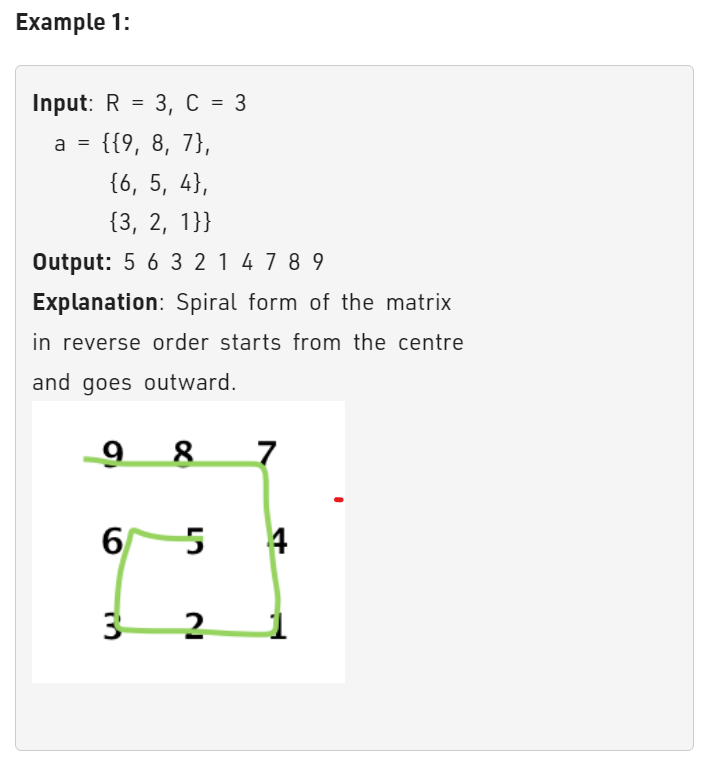 Example 1:
Input: R = 3, C = 3
a = {{9, 8, 7},
{6, 5, 4},
{3, 2, 1}}
Output: 5 6 3 2 1 4 7 8 9
Explanation: Spiral form of the matrix
in reverse order starts from the centre
and goes outward.
9 8 7
6 5 4
3 2 1